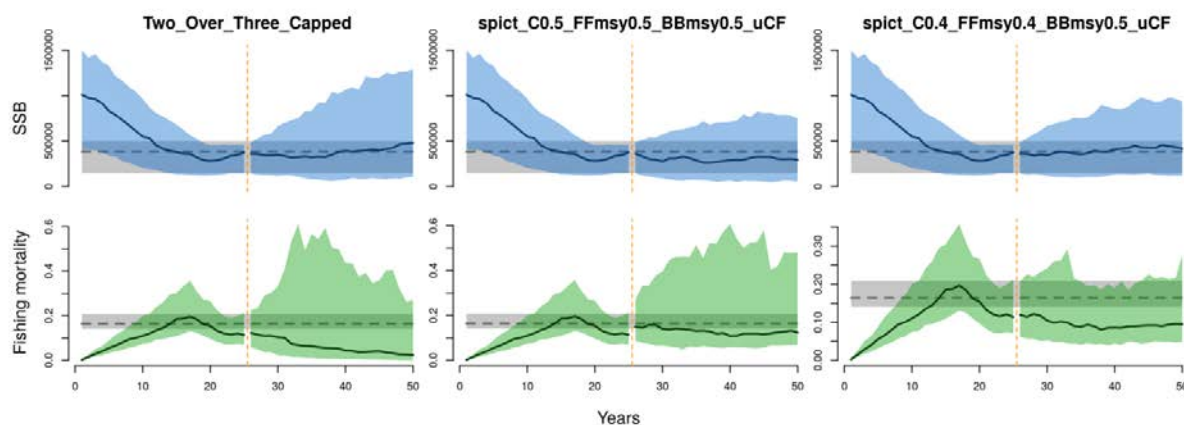 Two_Over_Three_Capped spict_C0.5_FFmsy0.5_BBmsy0.5_uCF spict_C0.4_FFmsy0.4_BBmsy0.5_uCF
SSB
0 500000 1500000
0 500000 1500000
0 500000 1500000
Fishing mortality
0.0 0.2 0.4 0.6
0.0 0.2 0.4 0.6
0.00 0.10 0.20 0.30
0 10 20 30 40 50
0 10 20 30 40 50
0 10 20 30 40 50
Years